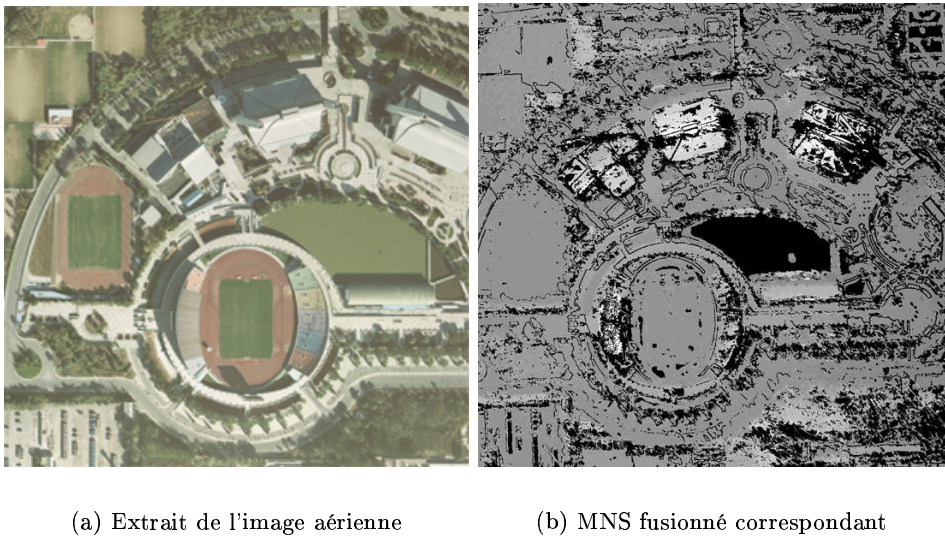 (a) Extrait de l'image aérienne
(b) MNS fusionné correspondant